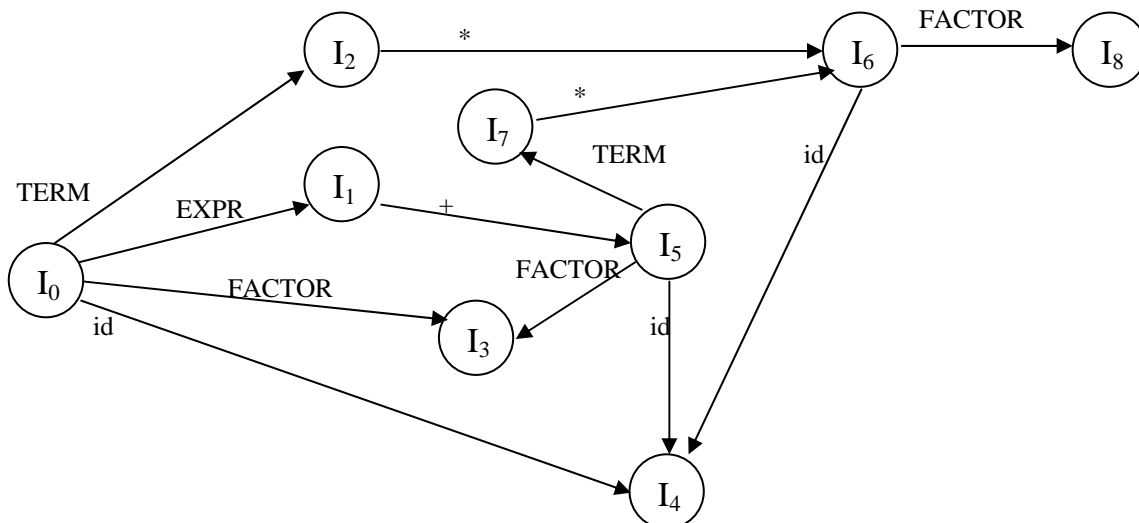 FACTOR
I2
*
I6
I8
*
I7
TERM
id
TERM
I1
EXPR
+
I5
FACTOR
I0
FACTOR
id
I3
id
I4